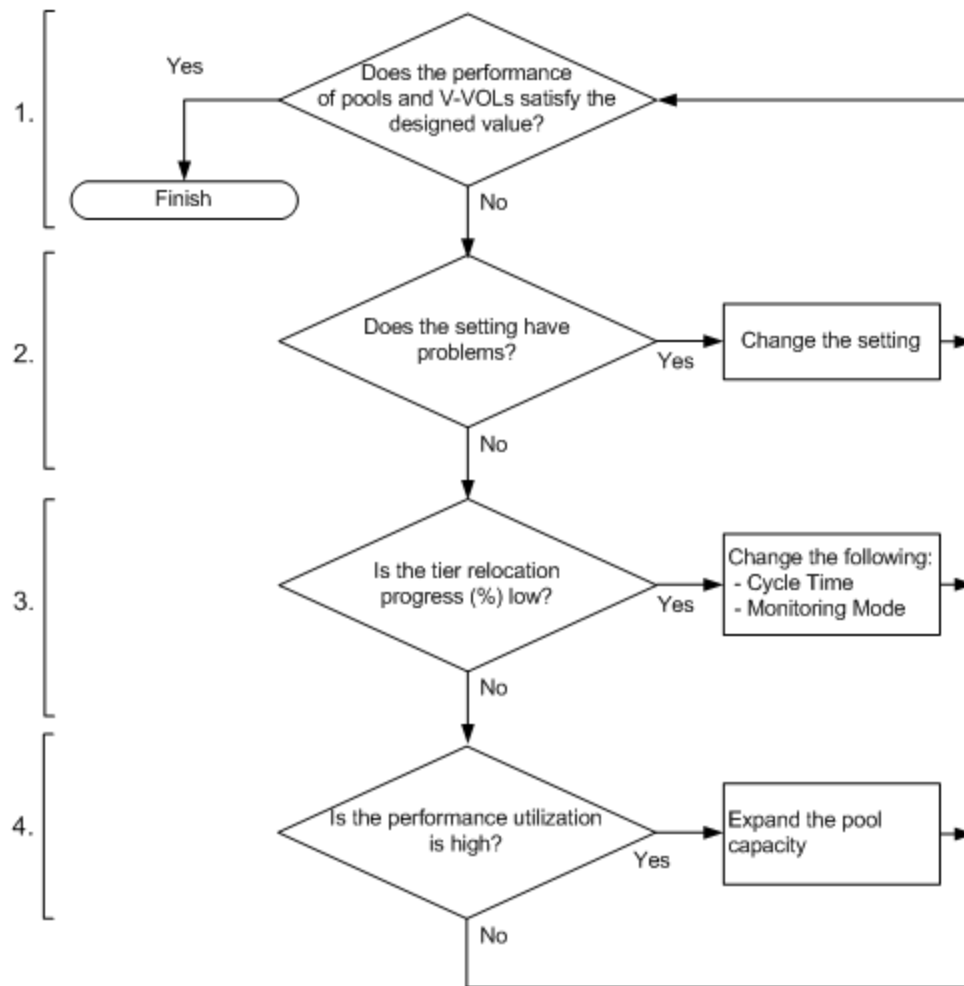 1.
Yes
Does the performance
of pools and V-VOLs satisfy the
designed value?
Finish
No
2.
Does the setting have
problems?
Yes
Change the setting
No
3.
Is the tier relocation
progress (%) low?
Yes
Change the following:
- Cycle Time
- Monitoring Mode
No
4.
Is the performance utilization
is high?
Yes
Expand the pool
capacity
No